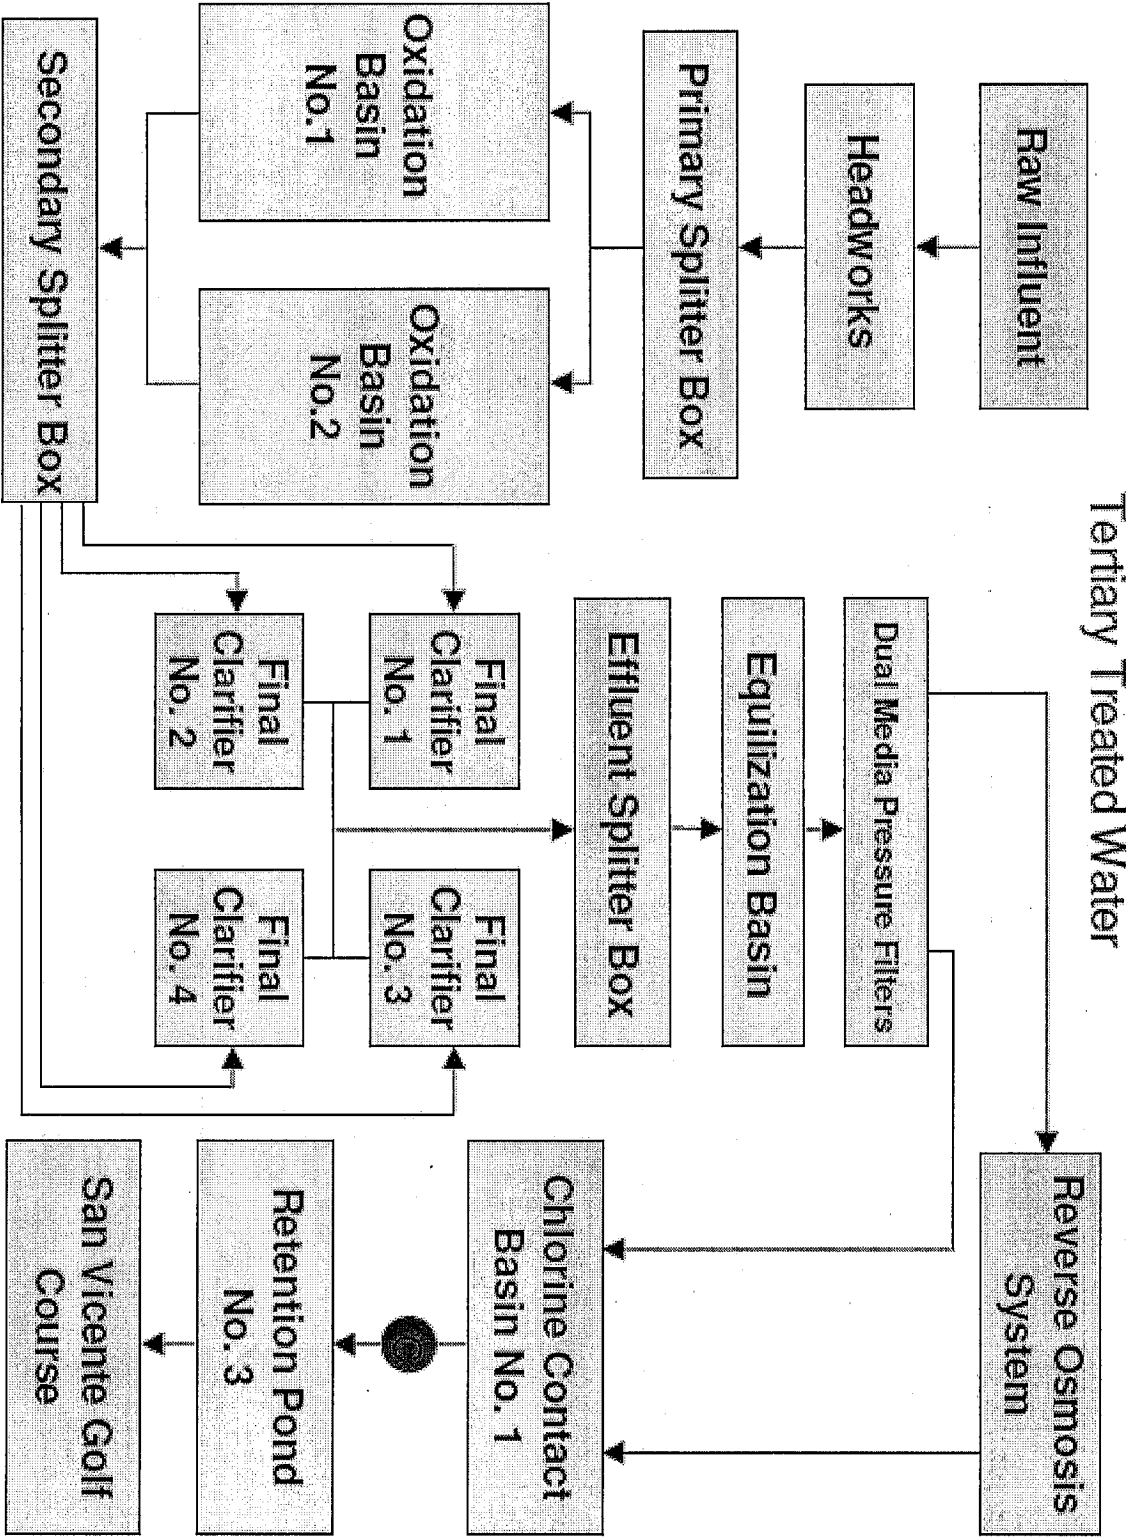 Tertiary Treated Water
Raw Influent
Headworks
Primary Splitter Box
Oxidation
Basin
No.1
Oxidation
Basin
No.2
Secondary Splitter Box
Final
Clarifier
No. 1
Final
Clarifier
No. 2
Final
Clarifier
No. 3
Final
Clarifier
No. 4
Effluent Splitter Box
Equilization Basin
Dual Media Pressure Filters
Reverse Osmosis
System
Chlorine Contact
Basin No. 1
Retention Pond
No. 3
San Vicente Golf
Course